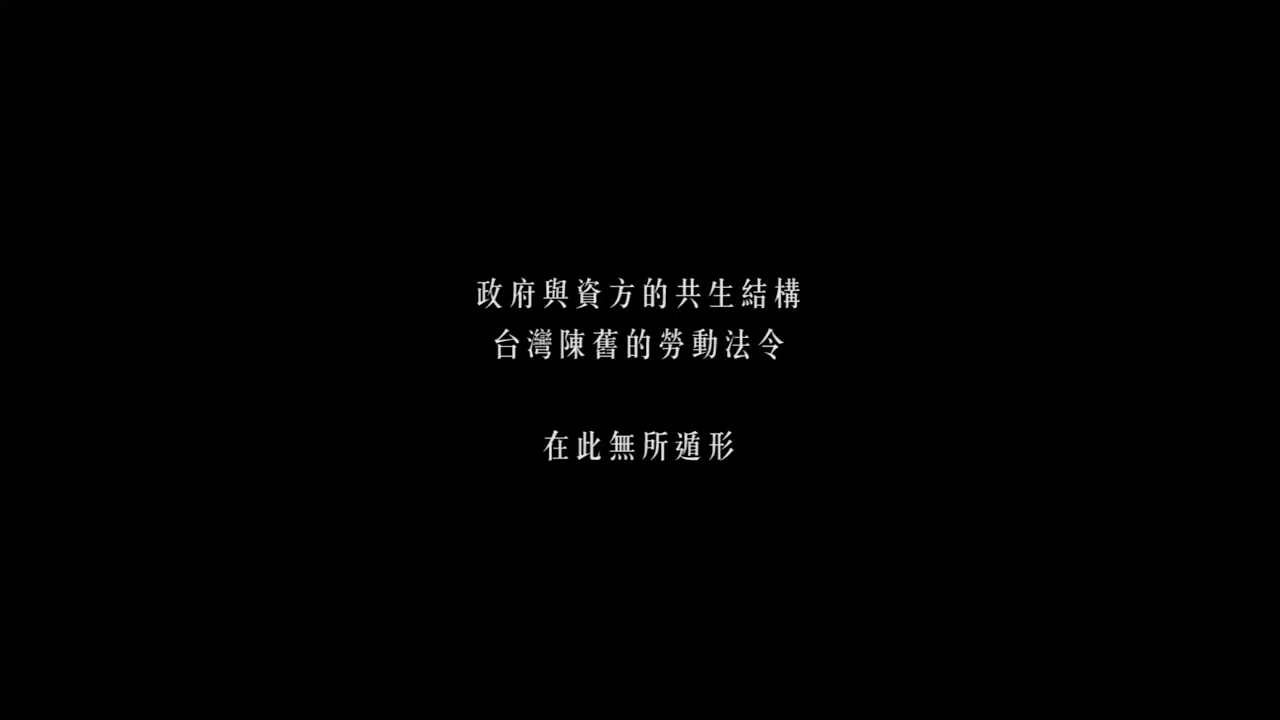 政府與資方的共生結構
台灣陳舊的勞動法令
在此無所遁形